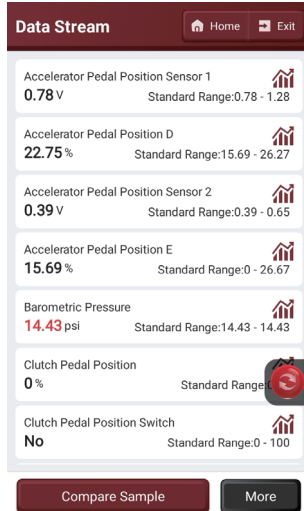 Data Stream
Home
Exit
Accelerator Pedal Position Sensor 1
0.78 V Standard Range:0.78 - 1.28
Accelerator Pedal Position D
22.75 % Standard Range:15.69 - 26.27
Accelerator Pedal Position Sensor 2
0.39 V Standard Range:0.39 - 0.65
Accelerator Pedal Position E
15.69 % Standard Range:0 - 26.67
Barometric Pressure
14.43 psi Standard Range:14.43 - 14.43
Clutch Pedal Position
0 % Standard Range:
Clutch Pedal Position Switch
No Standard Range:0 - 100
Compare Sample
More